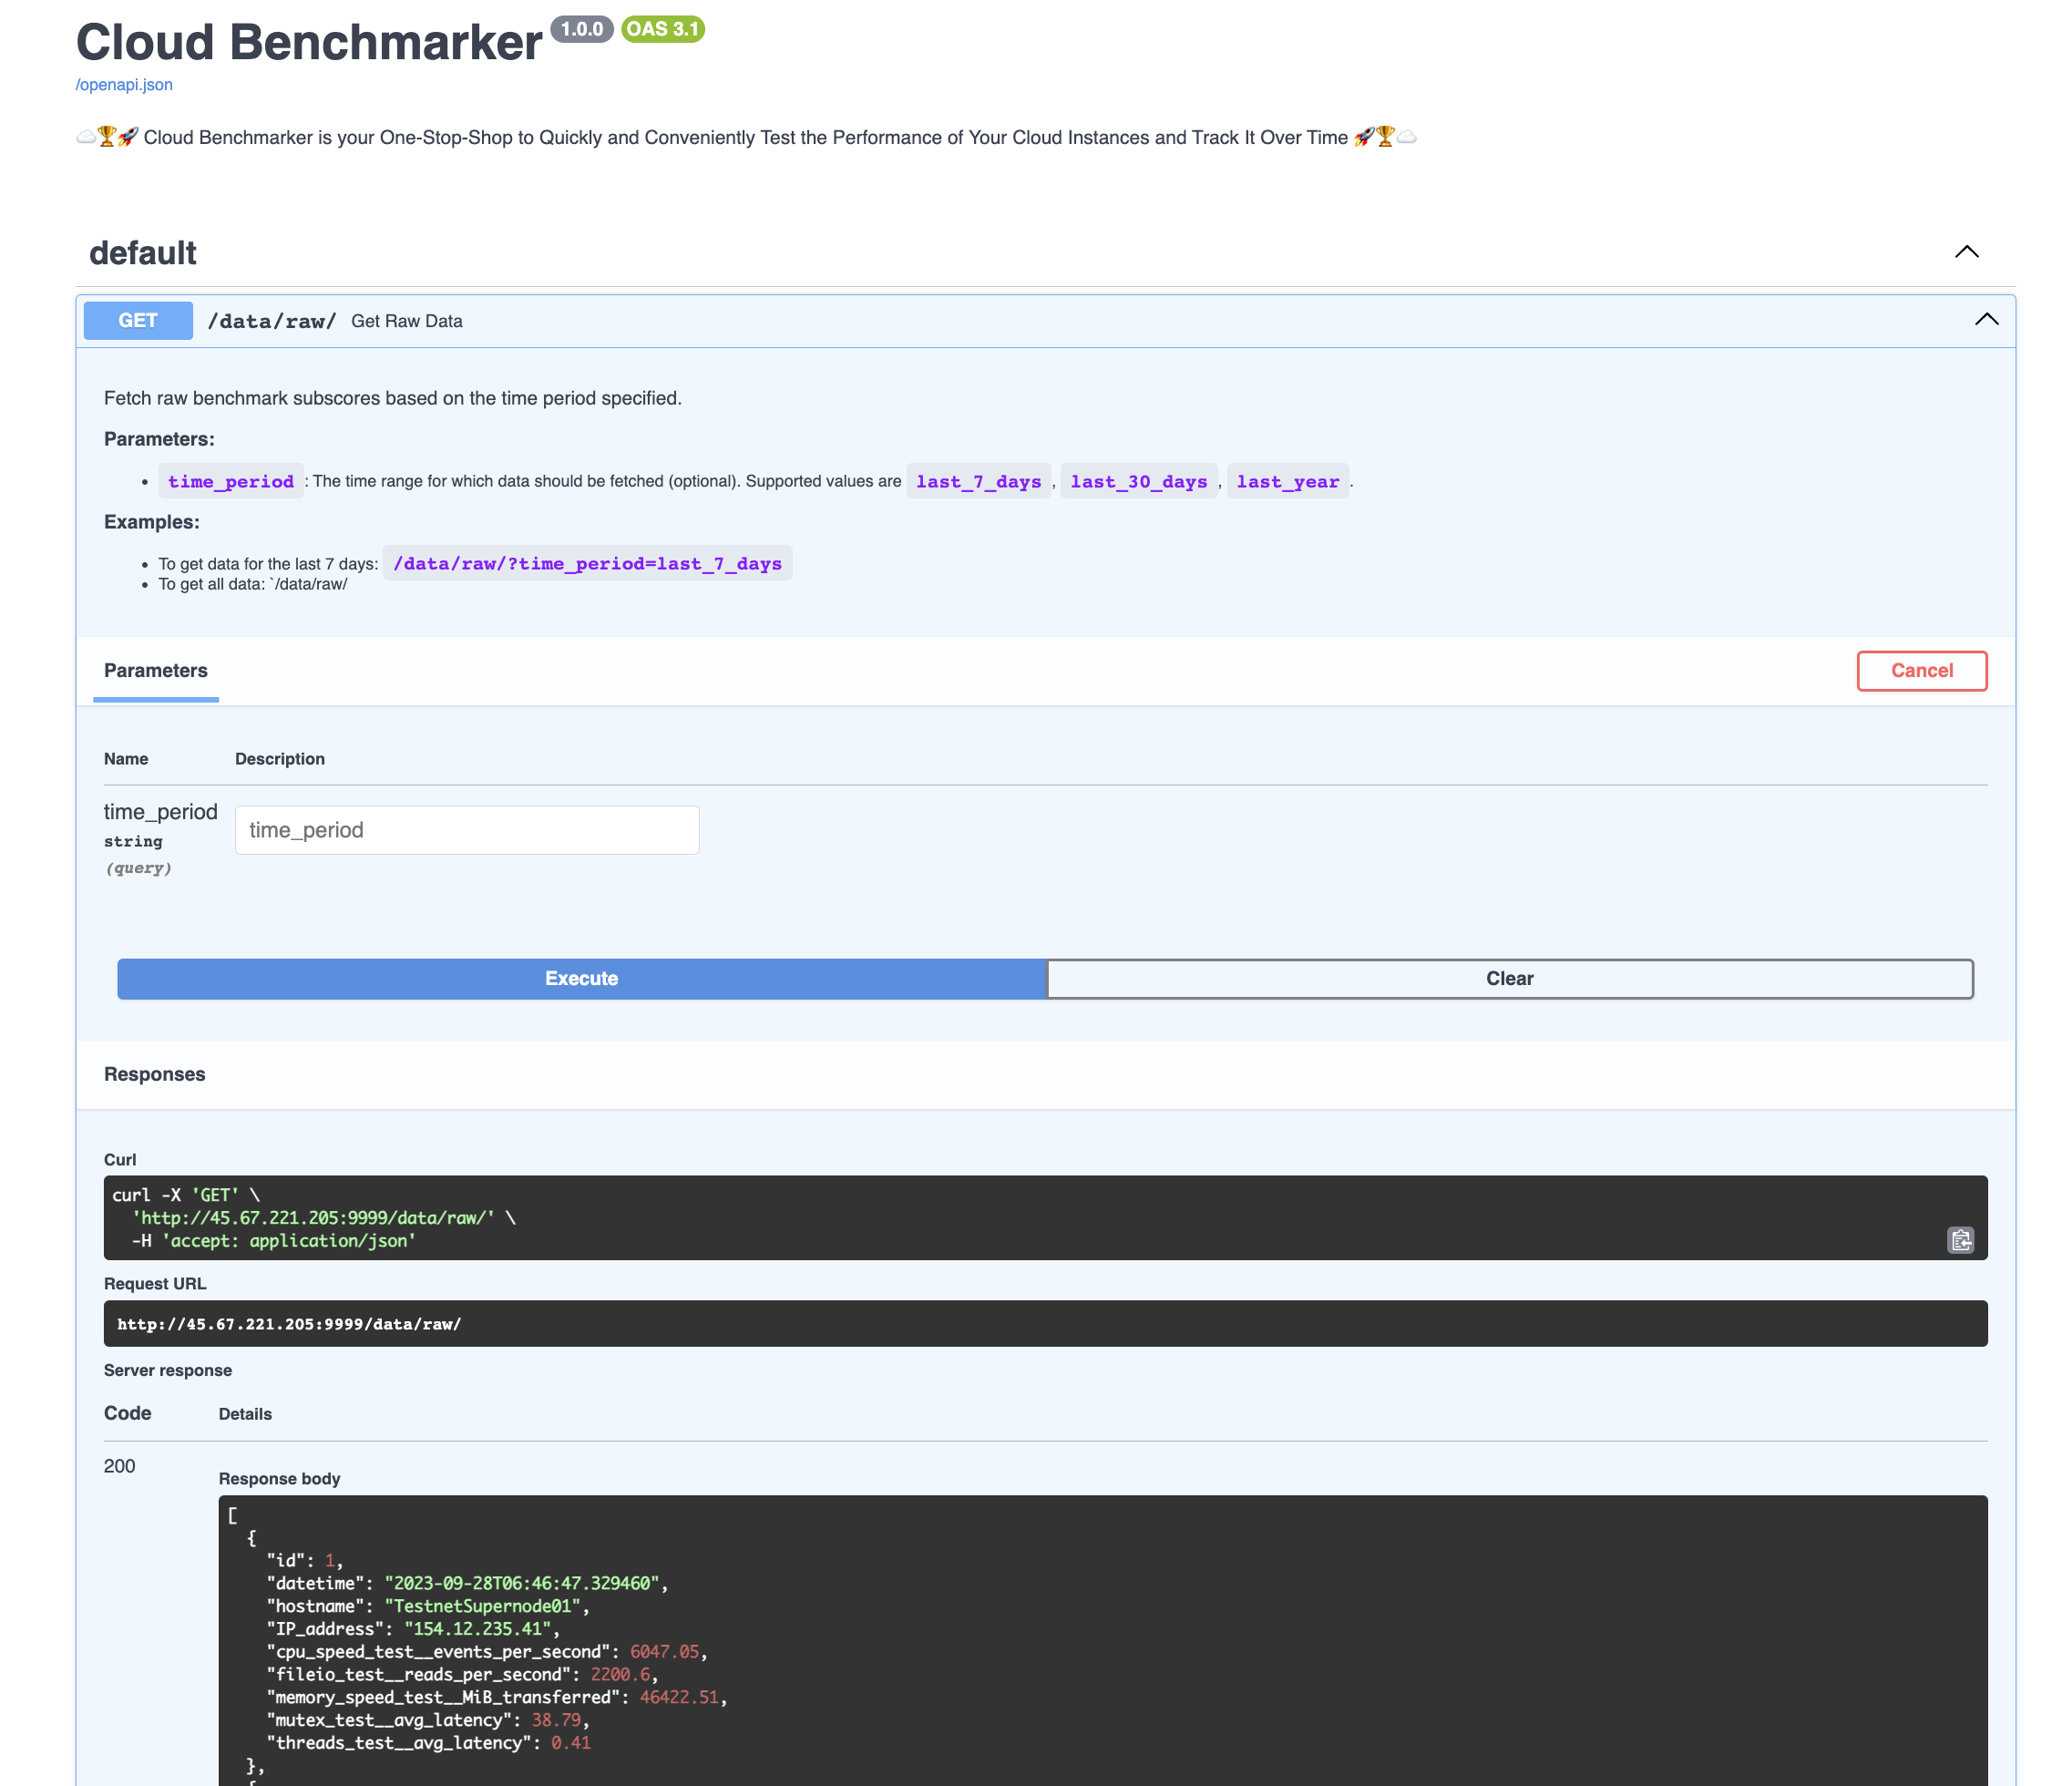 Cloud Benchmarker 1.0.0 OAS 3.1
/openapi.json
☁️🏆🚀 Cloud Benchmarker is your One-Stop-Shop to Quickly and Conveniently Test the Performance of Your Cloud Instances and Track It Over Time 🚀🏆☁️
default
GET /data/raw/ Get Raw Data
Fetch raw benchmark subscores based on the time period specified.
Parameters:
• time_period : The time range for which data should be fetched (optional). Supported values are last_7_days , last_30_days , last_year .
Examples:
• To get data for the last 7 days: /data/raw/?time_period=last_7_days
• To get all data: `/data/raw/
Parameters Cancel
Name Description
time_period time_period
string
(query)
Execute Clear
Responses
Curl
curl -X 'GET' \
'http://45.67.221.205:9999/data/raw/' \
-H 'accept: application/json'
Request URL
http://45.67.221.205:9999/data/raw/
Server response
Code Details
200
Response body
[
{
"id": 1,
"datetime": "2023-09-28T06:46:47.329460",
"hostname": "TestnetSupernode01",
"IP_address": "154.12.235.41",
"cpu_speed_test__events_per_second": 6047.05,
"fileio_test__reads_per_second": 2200.6,
"memory_speed_test__MiB_transferred": 46422.51,
"mutex_test__avg_latency": 38.79,
"threads_test__avg_latency": 0.41
},
{